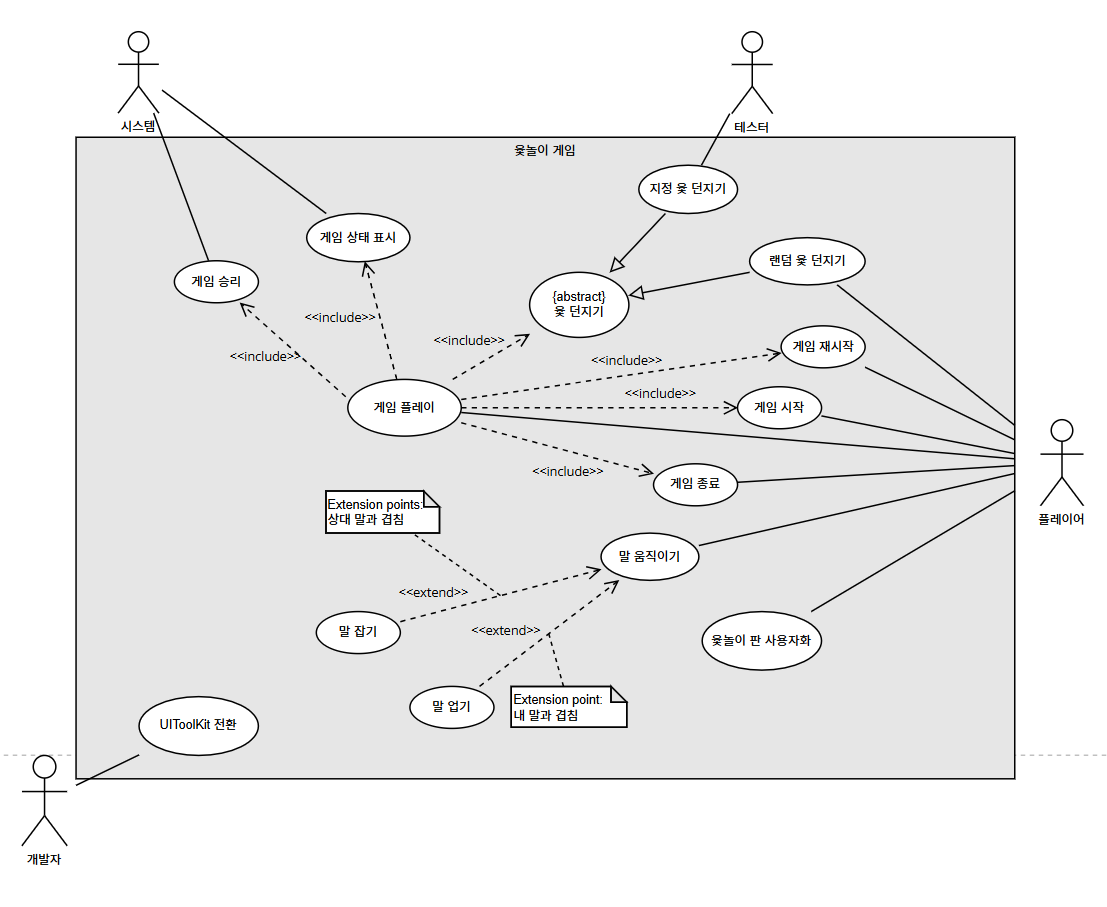 시스템
테스터
윷놀이 게임
지정 윷 던지기
게임 상태 표시
랜덤 윷 던지기
게임 승리
{abstract}
윷 던지기
<<include>>
<<include>>
게임 재시작
<<include>>
<<include>>
<<include>>
게임 플레이
게임 시작
<<include>>
게임 종료
Extension points:
상대 말과 겹침
플레이어
말 움직이기
<<extend>>
말 잡기
<<extend>>
윷놀이 판 사용자화
말 업기
Extension point:
내 말과 겹침
UIToolKit 전환
개발자